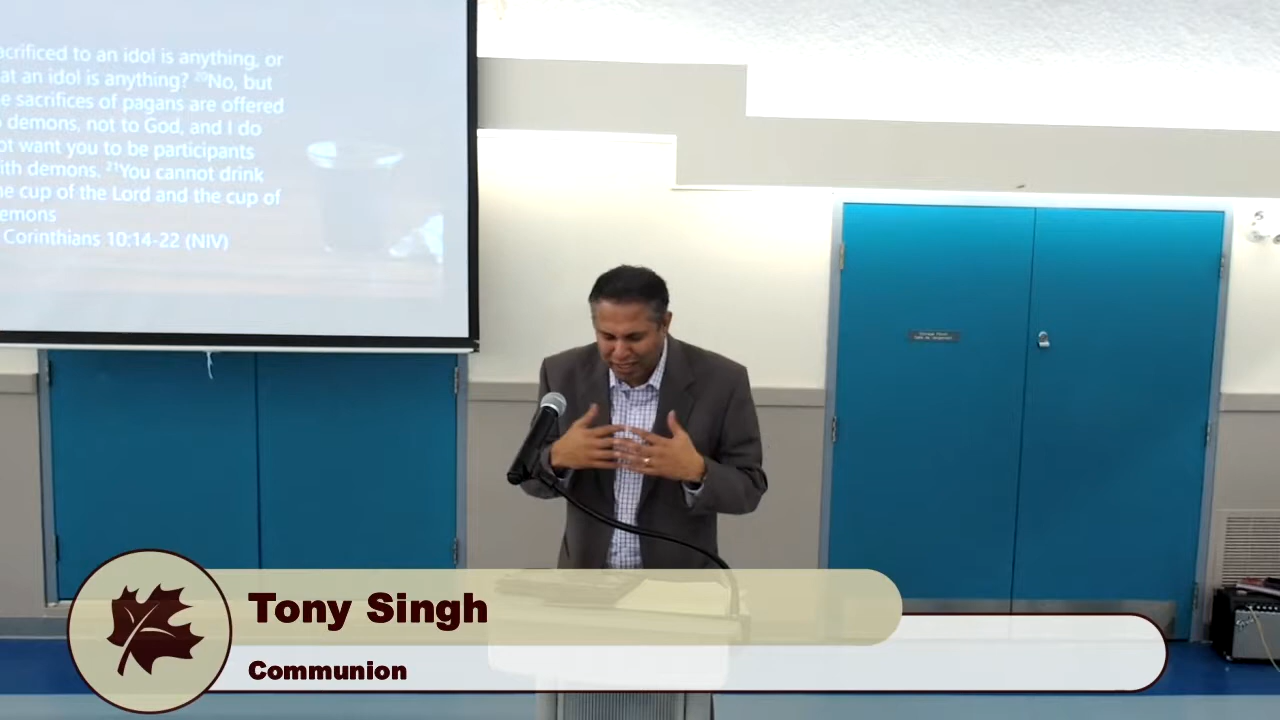 acrificed to an idol is anything, or
at an idol is anything? ²⁰No, but
e sacrifices of pagans are offered
demons, not to God, and I do
ot want you to be participants
ith demons. ²¹You cannot drink
he cup of the Lord and the cup of
emons
Corinthians 10:14-22 (NIV)
Tony Singh
Communion